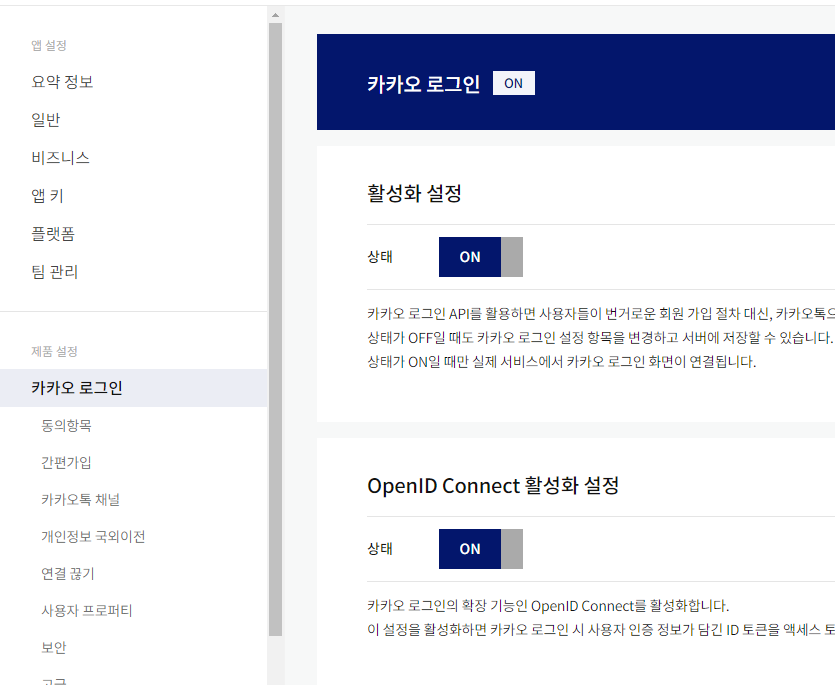 앱 설정
요약 정보
일반
비즈니스
앱 키
플랫폼
팀 관리
제품 설정
카카오 로그인
동의항목
간편가입
카카오톡 채널
개인정보 국외이전
연결 끊기
사용자 프로퍼티
보안
고급
카카오 로그인 ON
활성화 설정
상태 ON
카카오 로그인 API를 활용하면 사용자들이 번거로운 회원 가입 절차 대신, 카카오톡으
상태가 OFF일 때도 카카오 로그인 설정 항목을 변경하고 서버에 저장할 수 있습니다.
상태가 ON일 때만 실제 서비스에서 카카오 로그인 화면이 연결됩니다.
OpenID Connect 활성화 설정
상태 ON
카카오 로그인의 확장 기능인 OpenID Connect를 활성화합니다.
이 설정을 활성화하면 카카오 로그인 시 사용자 인증 정보가 담긴 ID 토큰을 액세스 토